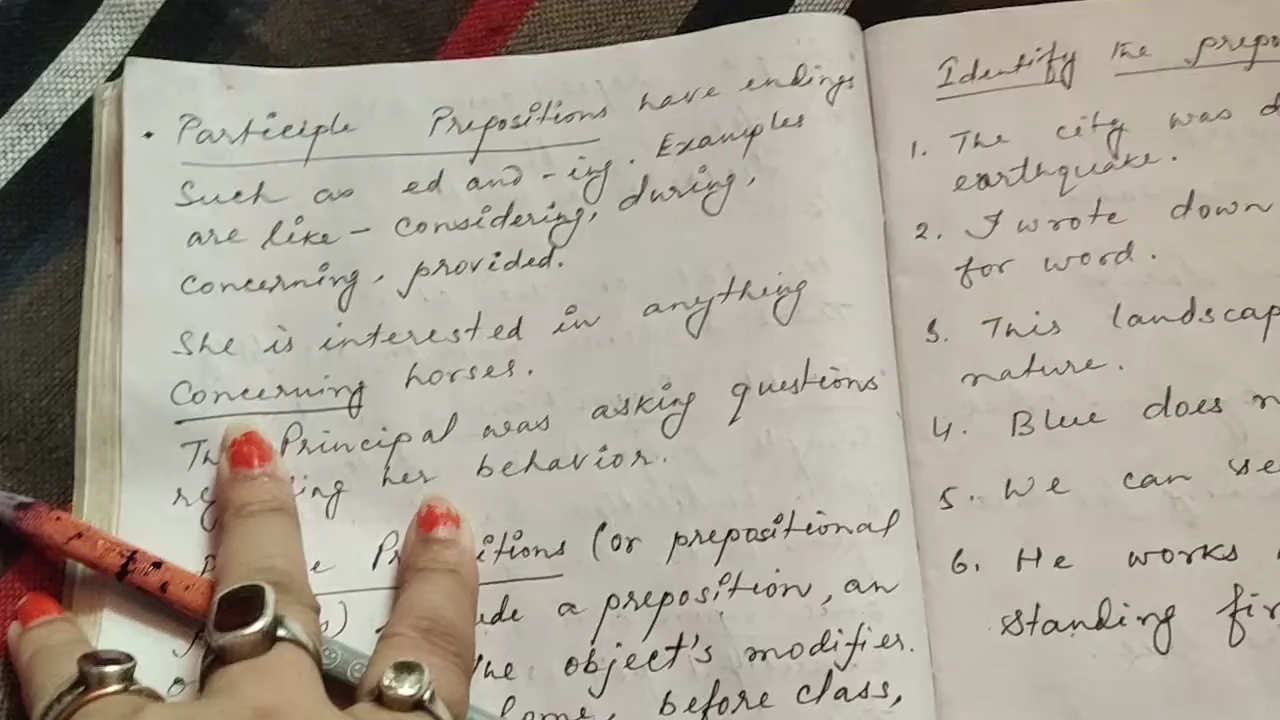 • Participle Prepositions have endings
Such as ed and -ing. Examples
are like - considering, during,
concerning, provided.
She is interested in anything
Concerning horses.
Principal was asking questions
her behavior.
(or prepositional
a preposition, an
the object's modifier.
before class,
Identify the
1. The city was
earthquake.
2. I wrote down
for word.
3. This
nature.
4. Blue does
5. We can
6. He works
standing